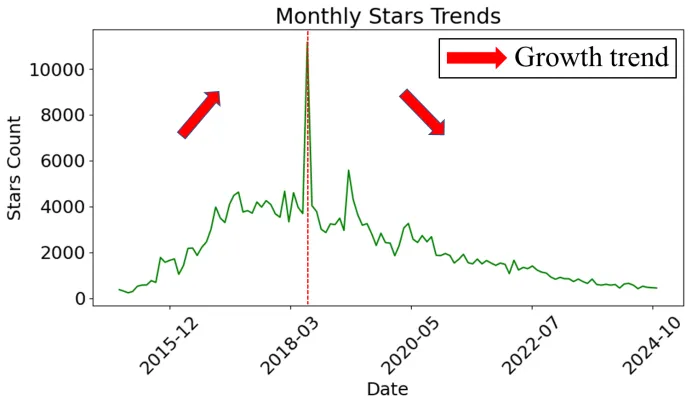 Monthly Stars Trends
Growth trend
Stars Count
10000
8000
6000
4000
2000
0
2015-12
2018-03
2020-05
2022-07
2024-10
Date